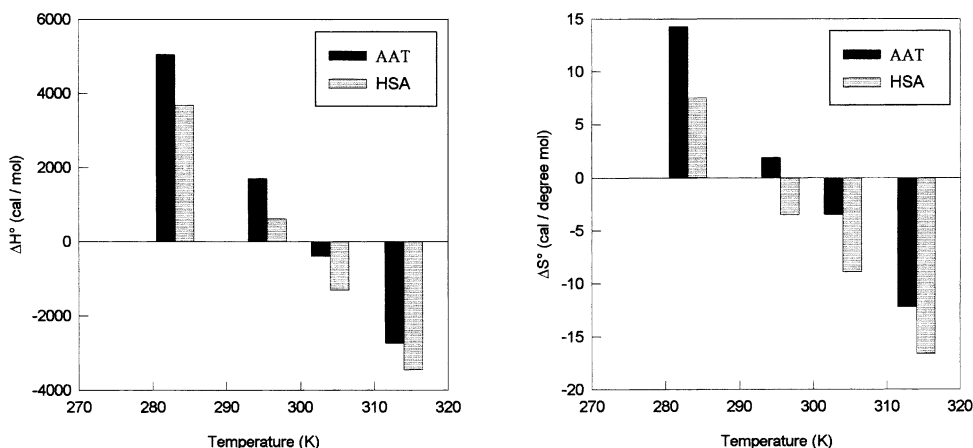 6000
4000
2000
0
-2000
-4000
ΔH° (cal / mol)
AAT
HSA
270 280 290 300 310 320
Temperature (K)
15
10
5
0
-5
-10
-15
-20
ΔS° (cal / degree mol)
AAT
HSA
270 280 290 300 310 320
Temperature (K)